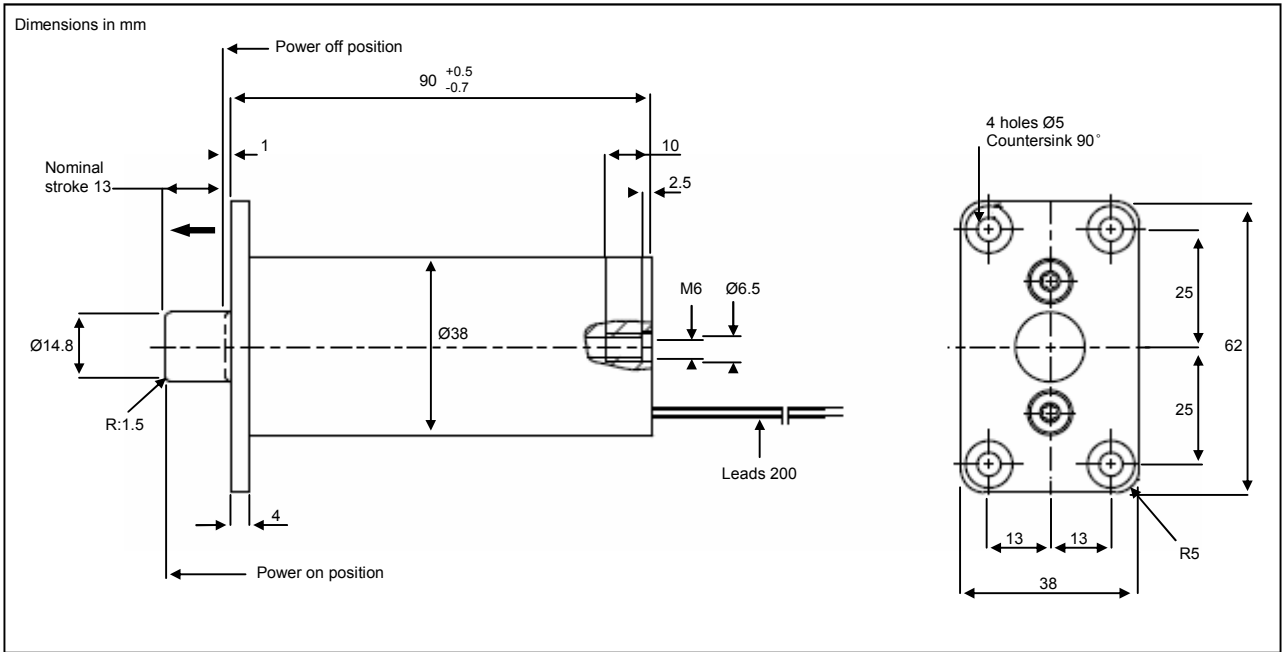 Dimensions in mm
Power off position
90 +0.5
-0.7
1
10
4 holes Ø5
Countersink 90°
Nominal
stroke 13
2.5
M6
Ø6.5
25
Ø14.8
Ø38
62
R:1.5
25
Leads 200
4
13
13
R5
Power on position
38